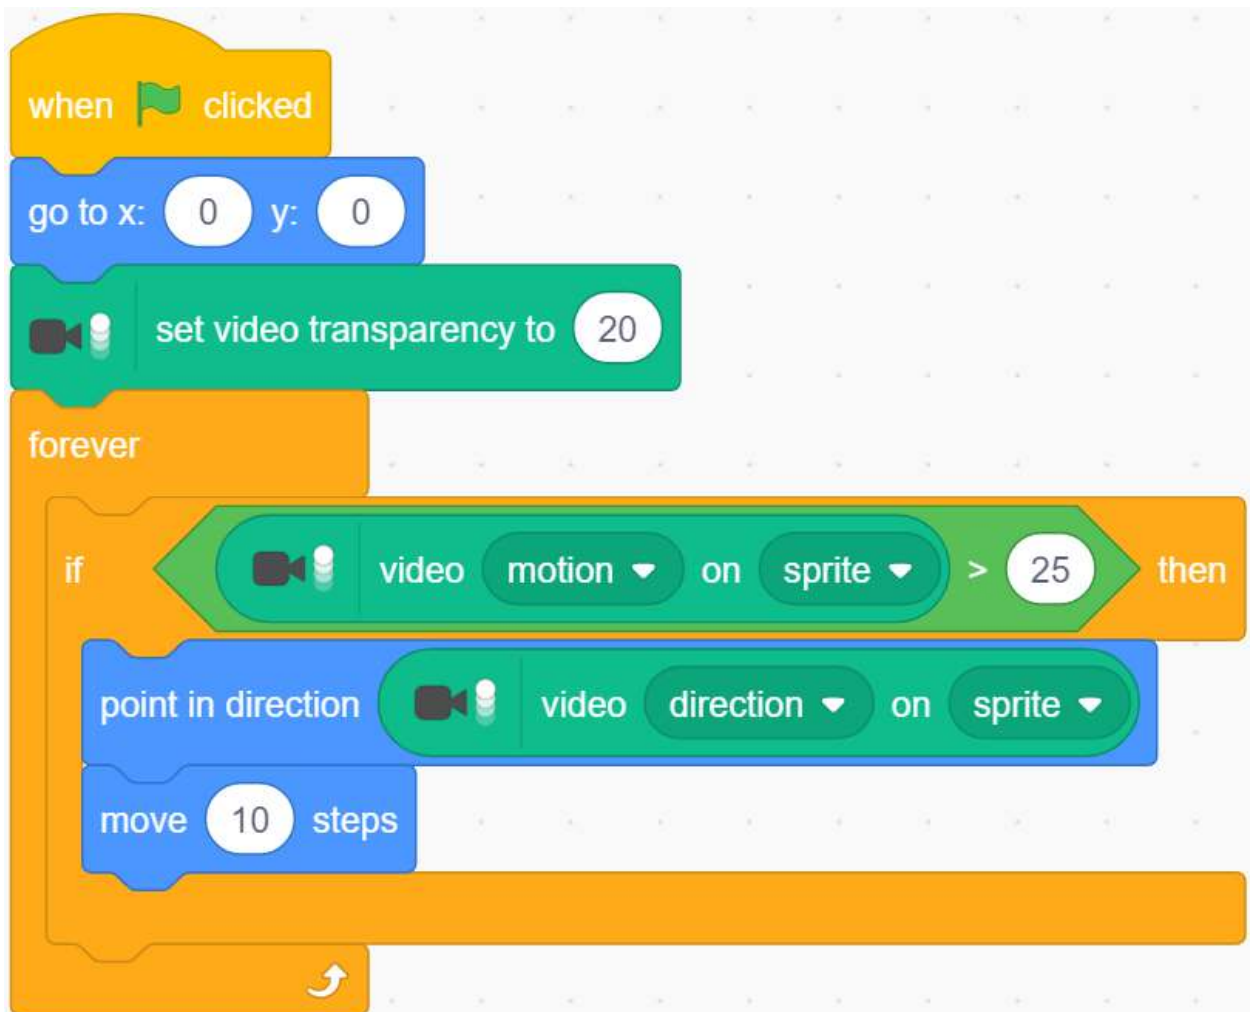 when clicked
go to x: 0 y: 0
set video transparency to 20
forever
if video motion on sprite > 25 then
point in direction video direction on sprite
move 10 steps